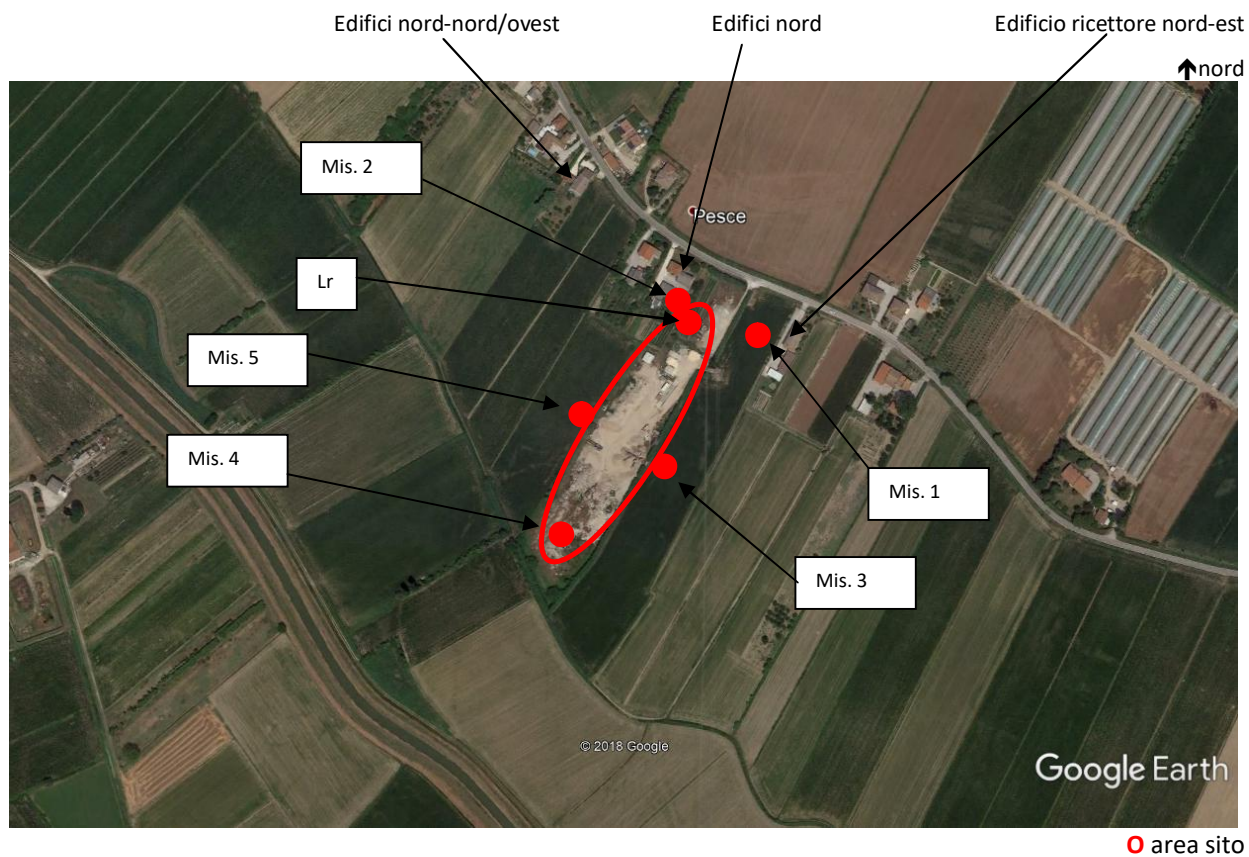 Edifici nord-nord/ovest
Edifici nord
Edificio ricettore nord-est
nord
Mis. 2
Pesce
Lr
Mis. 5
Mis. 4
Mis. 1
Mis. 3
© 2018 Google
Google Earth
O area sito